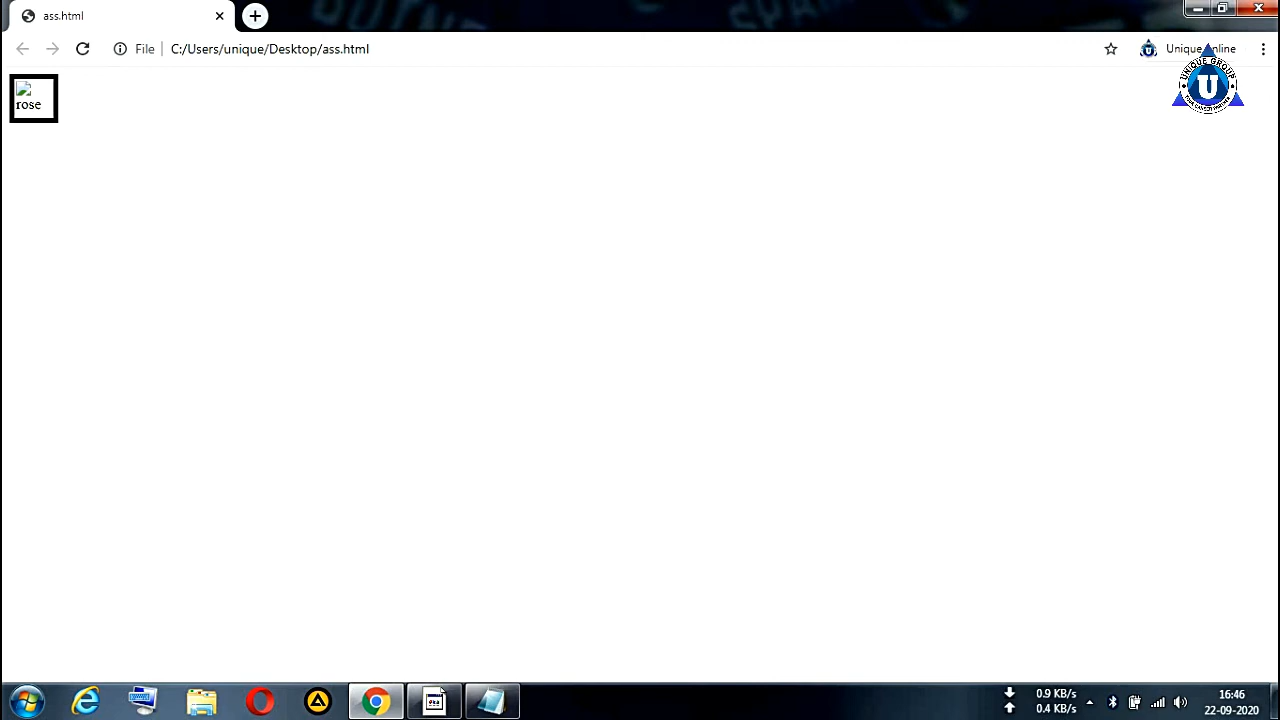 ass.html
File
C:/Users/unique/Desktop/ass.html
UNIQUE GROUP
U
rose
0.9 KB/s
0.4 KB/s
16:46
22-09-2020